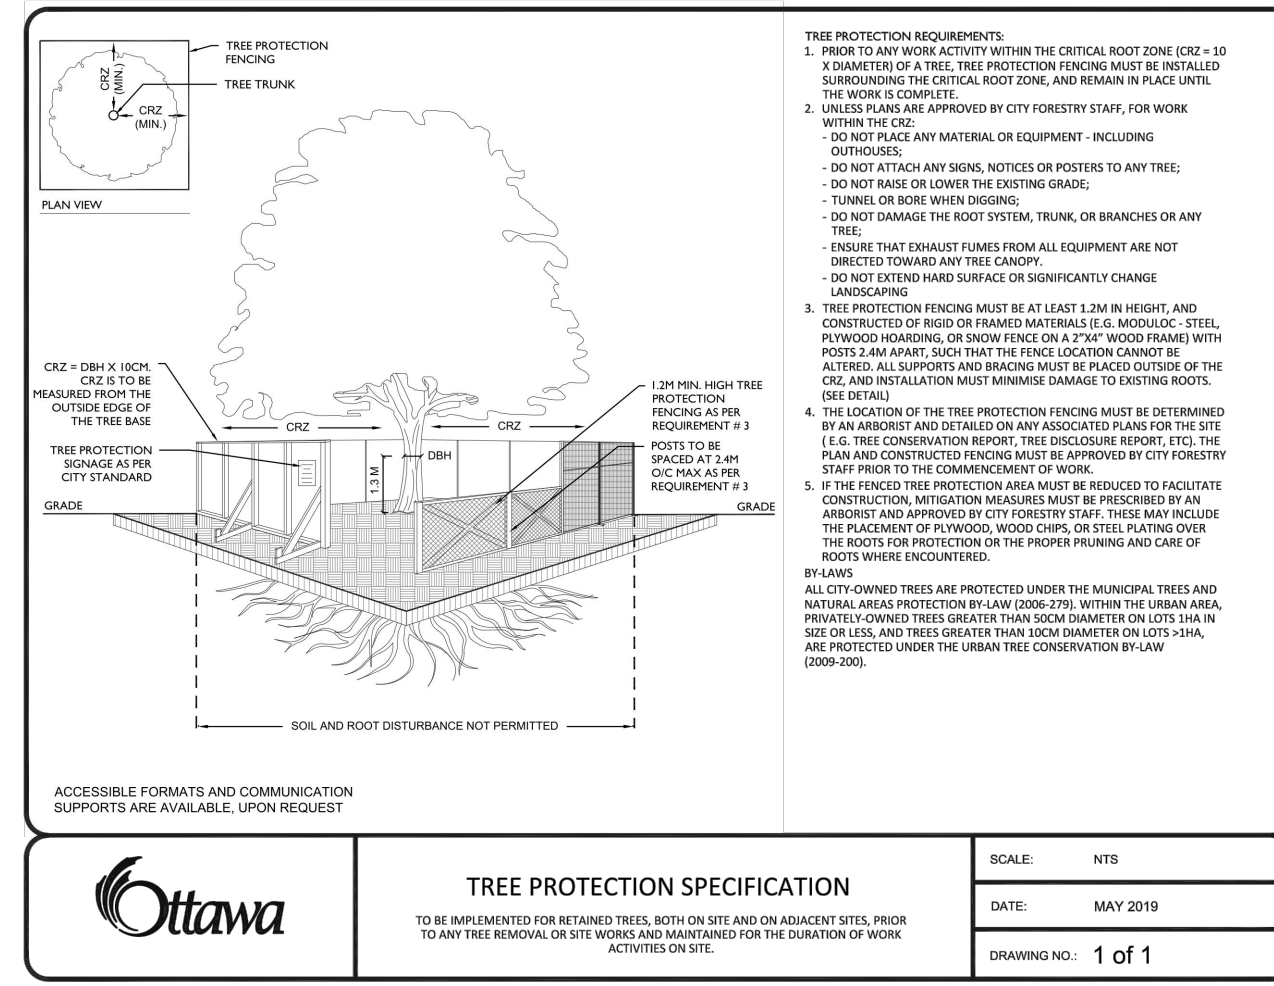 TREE PROTECTION
FENCING
TREE TRUNK
CRZ
(MIN.)
CRZ
(MIN.)
PLAN VIEW
CRZ = DBH X 10CM.
CRZ IS TO BE
MEASURED FROM THE
OUTSIDE EDGE OF
THE TREE BASE
TREE PROTECTION
SIGNAGE AS PER
CITY STANDARD
GRADE
CRZ
CRZ
DBH
1.3 M
1.2M MIN. HIGH TREE
PROTECTION
FENCING AS PER
REQUIREMENT # 3
POSTS TO BE
SPACED AT 2.4M
O/C MAX AS PER
REQUIREMENT # 3
GRADE
SOIL AND ROOT DISTURBANCE NOT PERMITTED
ACCESSIBLE FORMATS AND COMMUNICATION
SUPPORTS ARE AVAILABLE, UPON REQUEST
TREE PROTECTION REQUIREMENTS:
1. PRIOR TO ANY WORK ACTIVITY WITHIN THE CRITICAL ROOT ZONE (CRZ = 10
X DIAMETER) OF A TREE, TREE PROTECTION FENCING MUST BE INSTALLED
SURROUNDING THE CRITICAL ROOT ZONE, AND REMAIN IN PLACE UNTIL
THE WORK IS COMPLETE.
2. UNLESS PLANS ARE APPROVED BY CITY FORESTRY STAFF, FOR WORK
WITHIN THE CRZ:
- DO NOT PLACE ANY MATERIAL OR EQUIPMENT - INCLUDING
OUTHOUSES;
- DO NOT ATTACH ANY SIGNS, NOTICES OR POSTERS TO ANY TREE;
- DO NOT RAISE OR LOWER THE EXISTING GRADE;
- TUNNEL OR BORE WHEN DIGGING;
- DO NOT DAMAGE THE ROOT SYSTEM, TRUNK, OR BRANCHES OR ANY
TREE;
- ENSURE THAT EXHAUST FUMES FROM ALL EQUIPMENT ARE NOT
DIRECTED TOWARD ANY TREE CANOPY.
- DO NOT EXTEND HARD SURFACE OR SIGNIFICANTLY CHANGE
LANDSCAPING
3. TREE PROTECTION FENCING MUST BE AT LEAST 1.2M IN HEIGHT, AND
CONSTRUCTED OF RIGID OR FRAMED MATERIALS (E.G. MODULOC - STEEL,
PLYWOOD HOARDING, OR SNOW FENCE ON A 2”X4” WOOD FRAME) WITH
POSTS 2.4M APART, SUCH THAT THE FENCE LOCATION CANNOT BE
ALTERED. ALL SUPPORTS AND BRACING MUST BE PLACED OUTSIDE OF THE
CRZ, AND INSTALLATION MUST MINIMISE DAMAGE TO EXISTING ROOTS.
(SEE DETAIL)
4. THE LOCATION OF THE TREE PROTECTION FENCING MUST BE DETERMINED
BY AN ARBORIST AND DETAILED ON ANY ASSOCIATED PLANS FOR THE SITE
( E.G. TREE CONSERVATION REPORT, TREE DISCLOSURE REPORT, ETC). THE
PLAN AND CONSTRUCTED FENCING MUST BE APPROVED BY CITY FORESTRY
STAFF PRIOR TO THE COMMENCEMENT OF WORK.
5. IF THE FENCED TREE PROTECTION AREA MUST BE REDUCED TO FACILITATE
CONSTRUCTION, MITIGATION MEASURES MUST BE PRESCRIBED BY AN
ARBORIST AND APPROVED BY CITY FORESTRY STAFF. THESE MAY INCLUDE
THE PLACEMENT OF PLYWOOD, WOOD CHIPS, OR STEEL PLATING OVER
THE ROOTS FOR PROTECTION OR THE PROPER PRUNING AND CARE OF
ROOTS WHERE ENCOUNTERED.
BY-LAWS
ALL CITY-OWNED TREES ARE PROTECTED UNDER THE MUNICIPAL TREES AND
NATURAL AREAS PROTECTION BY-LAW (2006-279). WITHIN THE URBAN AREA,
PRIVATELY-OWNED TREES GREATER THAN 50CM DIAMETER ON LOTS 1HA IN
SIZE OR LESS, AND TREES GREATER THAN 10CM DIAMETER ON LOTS >1HA,
ARE PROTECTED UNDER THE URBAN TREE CONSERVATION BY-LAW
(2009-200).
Ottawa
TREE PROTECTION SPECIFICATION
TO BE IMPLEMENTED FOR RETAINED TREES, BOTH ON SITE AND ON ADJACENT SITES, PRIOR
TO ANY TREE REMOVAL OR SITE WORKS AND MAINTAINED FOR THE DURATION OF WORK
ACTIVITIES ON SITE.
SCALE: NTS
DATE: MAY 2019
DRAWING NO.: 1 of 1